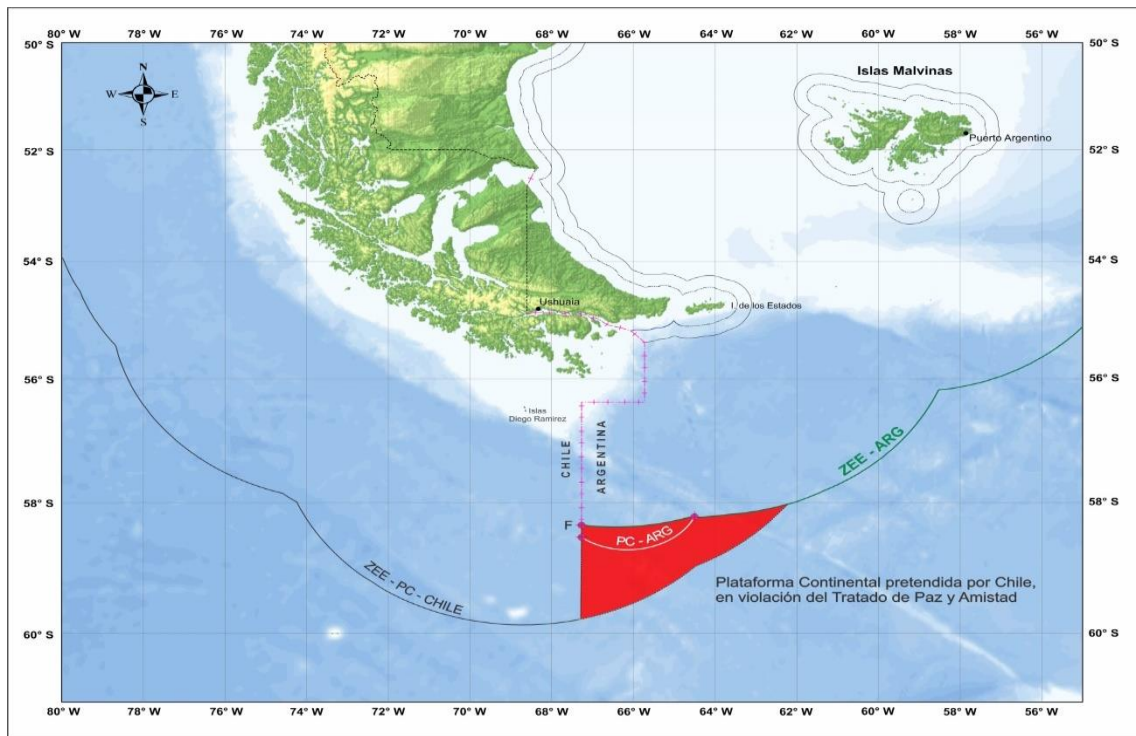 80° W 78° W 76° W 74° W 72° W 70° W 68° W 66° W 64° W 62° W 60° W 58° W 56° W
50° S 50° S
N
W E
S
Islas Malvinas
Puerto Argentino
52° S 52° S
54° S 54° S
Ushuaia
I. de los Estados
56° S 56° S
Islas
Diego Ramirez
CHILE
ARGENTINA
ZEE - ARG
58° S 58° S
F
PC - ARG
ZEE - PC - CHILE
Plataforma Continental pretendida por Chile,
en violación del Tratado de Paz y Amistad
60° S 60° S
80° W 78° W 76° W 74° W 72° W 70° W 68° W 66° W 64° W 62° W 60° W 58° W 56° W